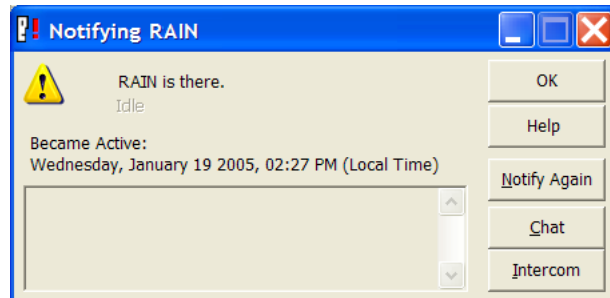 Notifying RAIN
RAIN is there.
Idle
Became Active:
Wednesday, January 19 2005, 02:27 PM (Local Time)
OK
Help
Notify Again
Chat
Intercom